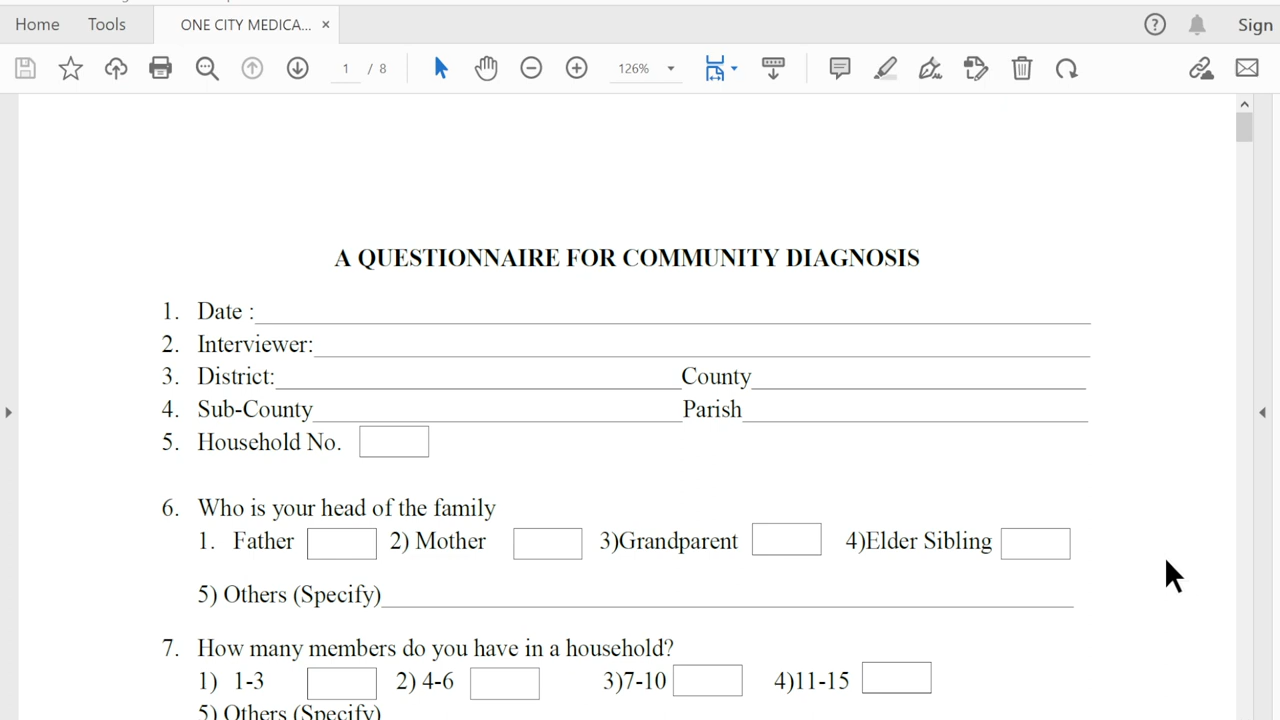 Home Tools ONE CITY MEDICA... × ? Sign
1 / 8 126%
A QUESTIONNAIRE FOR COMMUNITY DIAGNOSIS
1. Date :
2. Interviewer:
3. District: County
4. Sub-County Parish
5. Household No.
6. Who is your head of the family
1. Father 2) Mother 3)Grandparent 4)Elder Sibling
5) Others (Specify)
7. How many members do you have in a household?
1) 1-3 2) 4-6 3)7-10 4)11-15
5) Others (Specify)